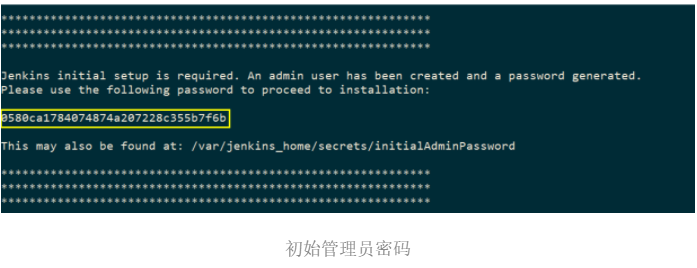 *************************************************************
*************************************************************
*************************************************************
Jenkins initial setup is required. An admin user has been created and a password generated.
Please use the following password to proceed to installation:
0580ca1784074874a207228c355b7f6b
This may also be found at: /var/jenkins_home/secrets/initialAdminPassword
*************************************************************
*************************************************************
*************************************************************
初始管理员密码